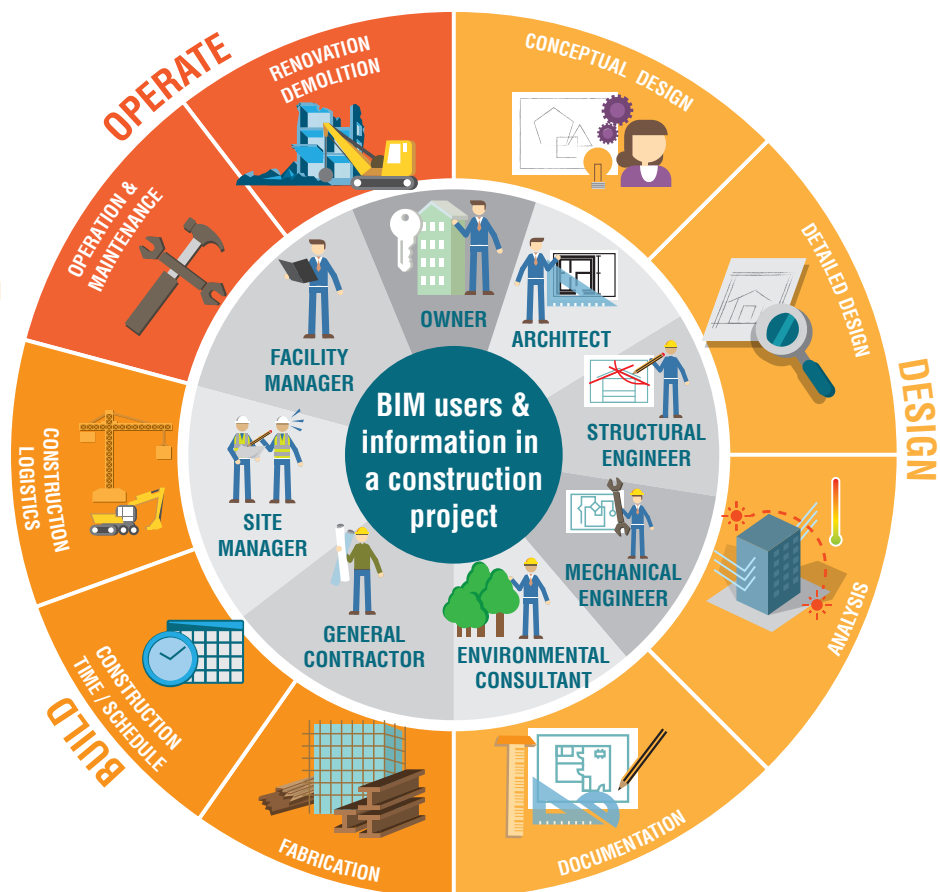 OPERATE
RENOVATION
DEMOLITION
OPERATION &
MAINTENANCE
CONCEPTUAL DESIGN
DETAILED DESIGN
DESIGN
ANALYSIS
DOCUMENTATION
FABRICATION
BUILD
CONSTRUCTION
TIME / SCHEDULE
CONSTRUCTION
LOGISTICS
OWNER
ARCHITECT
STRUCTURAL
ENGINEER
MECHANICAL
ENGINEER
ENVIRONMENTAL
CONSULTANT
GENERAL
CONTRACTOR
SITE
MANAGER
FACILITY
MANAGER
BIM users &
information in
a construction
project